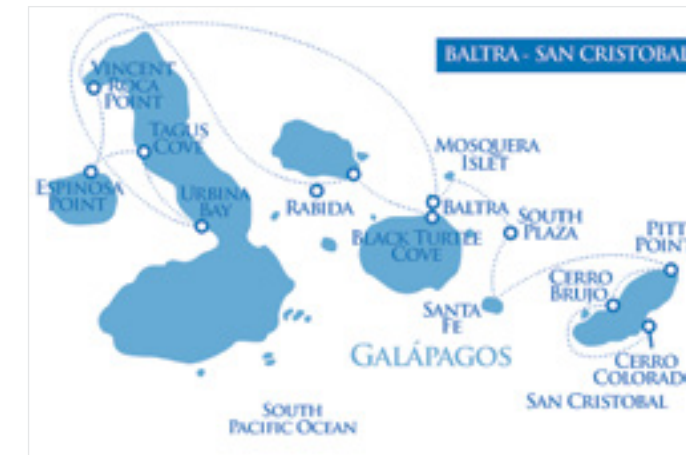 BALTRA - SAN CRISTOBAL
VINCENT
ROCA
POINT
TAGUS
COVE
MOSQUERA
ISLET
ESPINOSA
POINT
URBINA
BAY
RABIDA
BALTRA
BLACK TURTLE
COVE
SOUTH
PLAZA
PITT
POINT
CERRO
BRUJO
SANTA
FE
GALÁPAGOS
CERRO
COLORADO
SAN CRISTOBAL
SOUTH
PACIFIC OCEAN